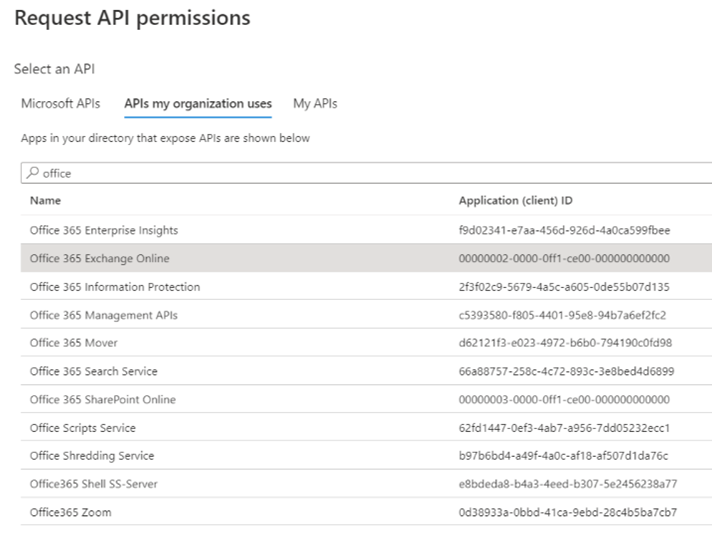 Request API permissions
Select an API
Microsoft APIs APIs my organization uses My APIs
Apps in your directory that expose APIs are shown below
office
Name Application (client) ID
Office 365 Enterprise Insights f9d02341-e7aa-456d-926d-4a0ca599fbee
Office 365 Exchange Online 00000002-0000-0ff1-ce00-000000000000
Office 365 Information Protection 2f3f02c9-5679-4a5c-a605-0de55b07d135
Office 365 Management APIs c5393580-f805-4401-95e8-94b7a6ef2fc2
Office 365 Mover d62121f3-e023-4972-b6b0-794190c0fd98
Office 365 Search Service 66a88757-258c-4c72-893c-3e8bed4d6899
Office 365 SharePoint Online 00000003-0000-0ff1-ce00-000000000000
Office Scripts Service 62fd1447-0ef3-4ab7-a956-7dd05232ecc1
Office Shredding Service b97b6bd4-a49f-4a0c-af18-af507d1da76c
Office365 Shell SS-Server e8bdeda8-b4a3-4eed-b307-5e2456238a77
Office365 Zoom 0d38933a-0bbd-41ca-9ebd-28c4b5ba7cb7